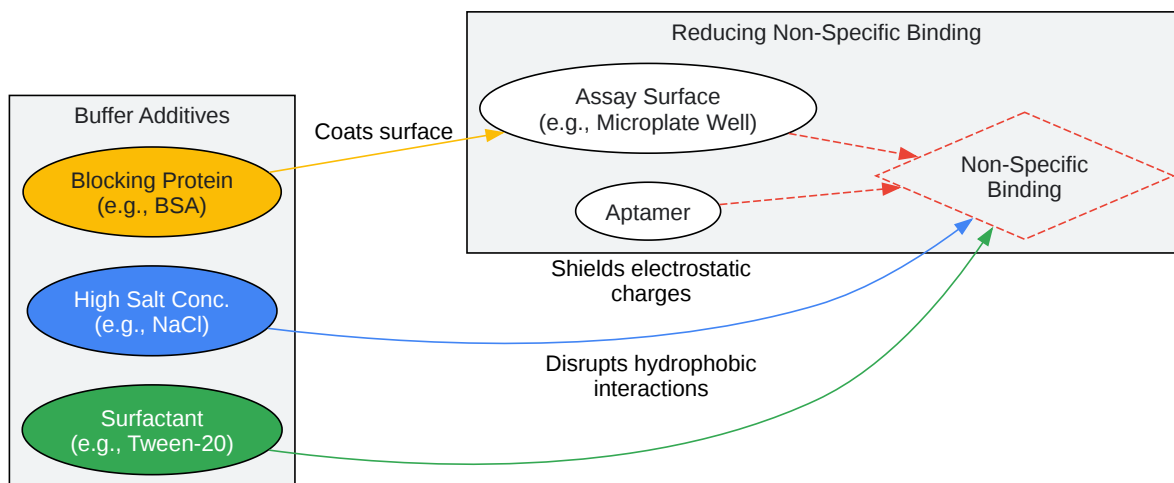 Reducing Non-Specific Binding
Assay Surface
(e.g., Microplate Well)
Non-Specific
Binding
Aptamer
Buffer Additives
Coats surface
Blocking Protein
(e.g., BSA)
High Salt Conc.
(e.g., NaCl)
Surfactant
(e.g., Tween-20)
Shields electrostatic
charges
Disrupts hydrophobic
interactions